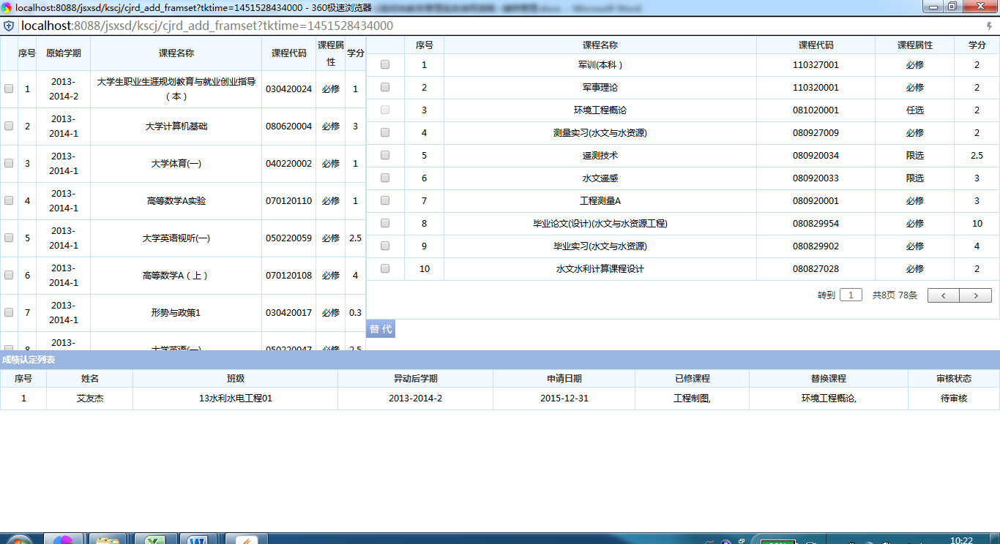 localhost:8088/jsxsd/kscj/cjrd_add_framset?tktime=1451528434000 - 360极速浏览器
localhost:8088/jsxsd/kscj/cjrd_add_framset?tktime=1451528434000
序号 原始学期 课程名称 课程代码 课程属性 学分
1 2013-2014-2 大学生职业生涯规划教育与就业创业指导（本） 030420024 必修 1
2 2013-2014-1 大学计算机基础 080620004 必修 3
3 2013-2014-1 大学体育(一) 040220002 必修 1
4 2013-2014-1 高等数学A实验 070120110 必修 1
5 2013-2014-1 大学英语视听(一) 050220059 必修 2.5
6 2013-2014-1 高等数学A（上） 070120108 必修 4
7 2013-2014-1 形势与政策1 030420017 必修 0.3
8 2013- 大学英语(一) 050220047 必修 2.5
序号 课程名称 课程代码 课程属性 学分
1 军训(本科） 110327001 必修 2
2 军事理论 110320001 必修 2
3 环境工程概论 081020001 任选 2
4 测量实习(水文与水资源) 080927009 必修 2
5 遥测技术 080920034 限选 2.5
6 水文遥感 080920033 限选 3
7 工程测量A 080920001 必修 3
8 毕业论文(设计)(水文与水资源工程) 080829954 必修 10
9 毕业实习(水文与水资源) 080829902 必修 4
10 水文水利计算课程设计 080827028 必修 2
转到 1 共8页 78条 < >
替 代
成绩认定列表
序号 姓名 班级 异动后学期 申请日期 已修课程 替换课程 审核状态
1 艾友杰 13水利水电工程01 2013-2014-2 2015-12-31 工程制图, 环境工程概论, 待审核
10:22